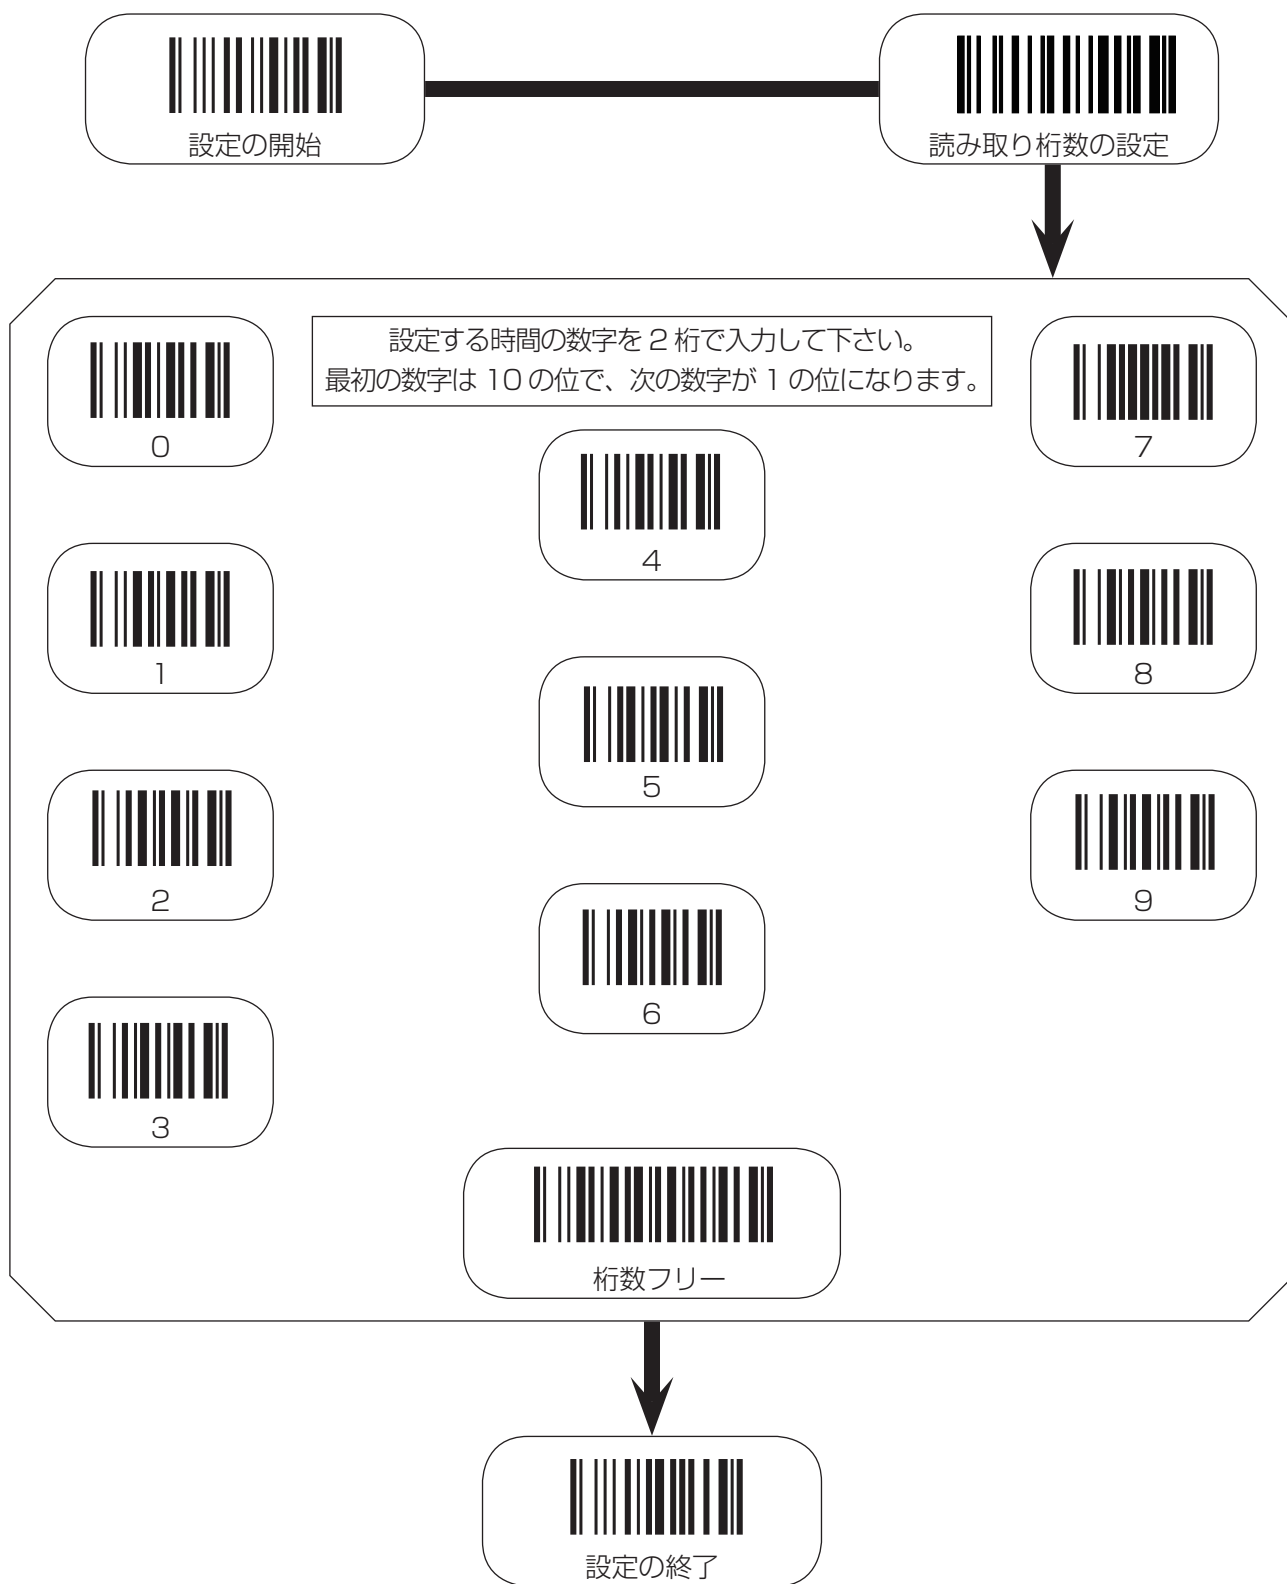 設定の開始
読み取り桁数の設定
設定する時間の数字を 2 桁で入力して下さい。
最初の数字は 10 の位で、次の数字が 1 の位になります。
0
7
4
1
8
5
2
9
6
3
桁数フリー
設定の終了